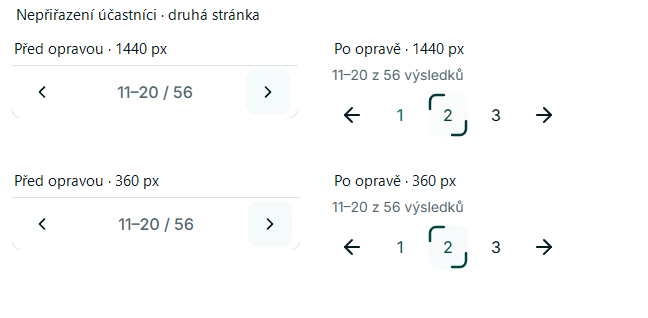 Nepřiřazení účastníci · druhá stránka
Před opravou · 1440 px
11–20 / 56
Po opravě · 1440 px
11–20 z 56 výsledků
1 2 3
Před opravou · 360 px
11–20 / 56
Po opravě · 360 px
11–20 z 56 výsledků
1 2 3